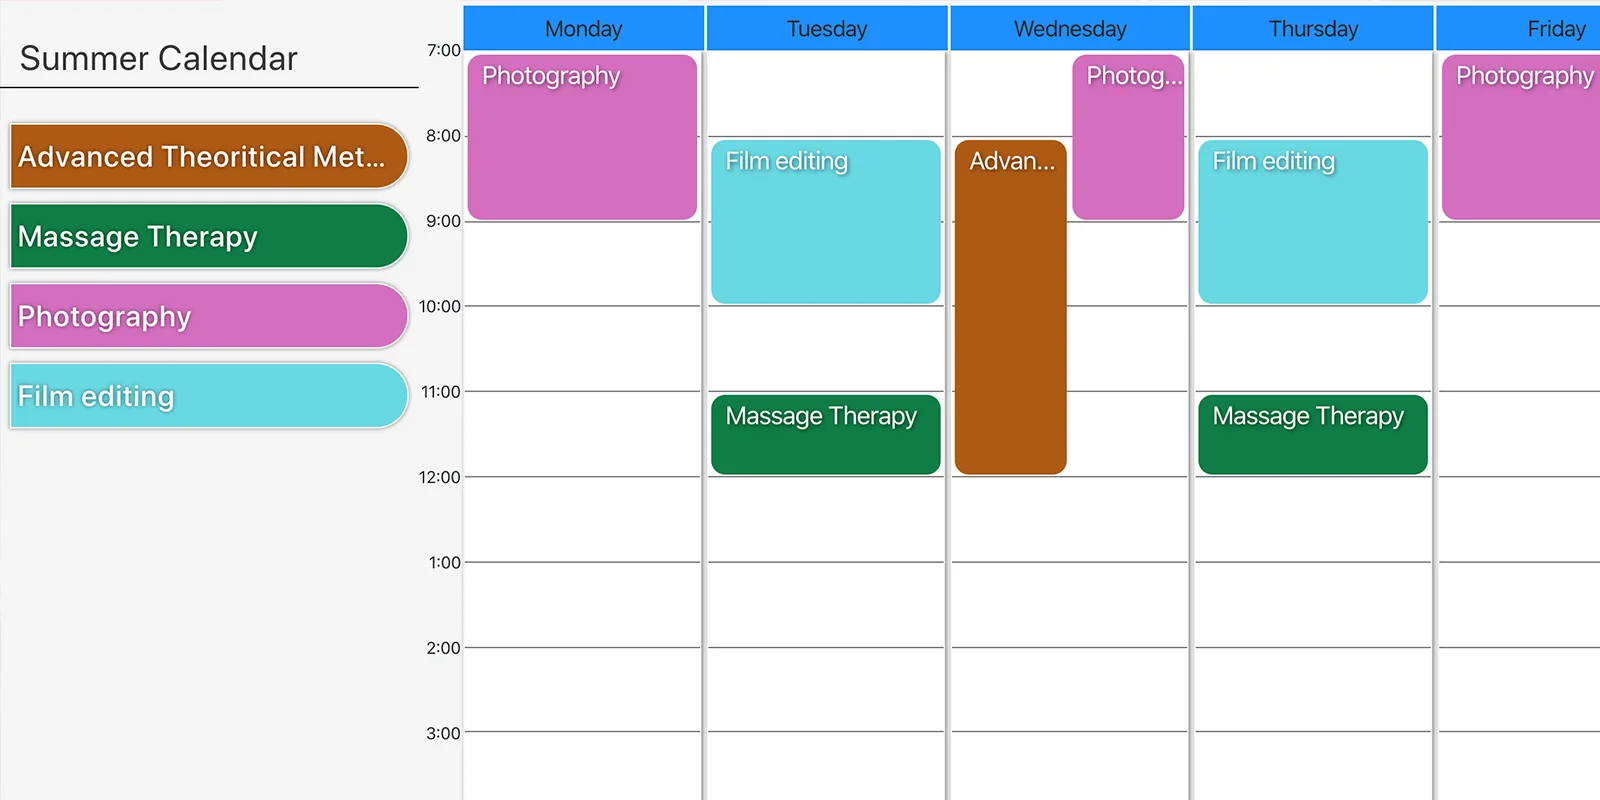 Summer Calendar
Advanced Theoritical Met...
Massage Therapy
Photography
Film editing
Monday
Tuesday
Wednesday
Thursday
Friday
7:00
8:00
9:00
10:00
11:00
12:00
1:00
2:00
3:00
Photography
Film editing
Massage Therapy
Advan...
Photog...
Film editing
Massage Therapy
Photography